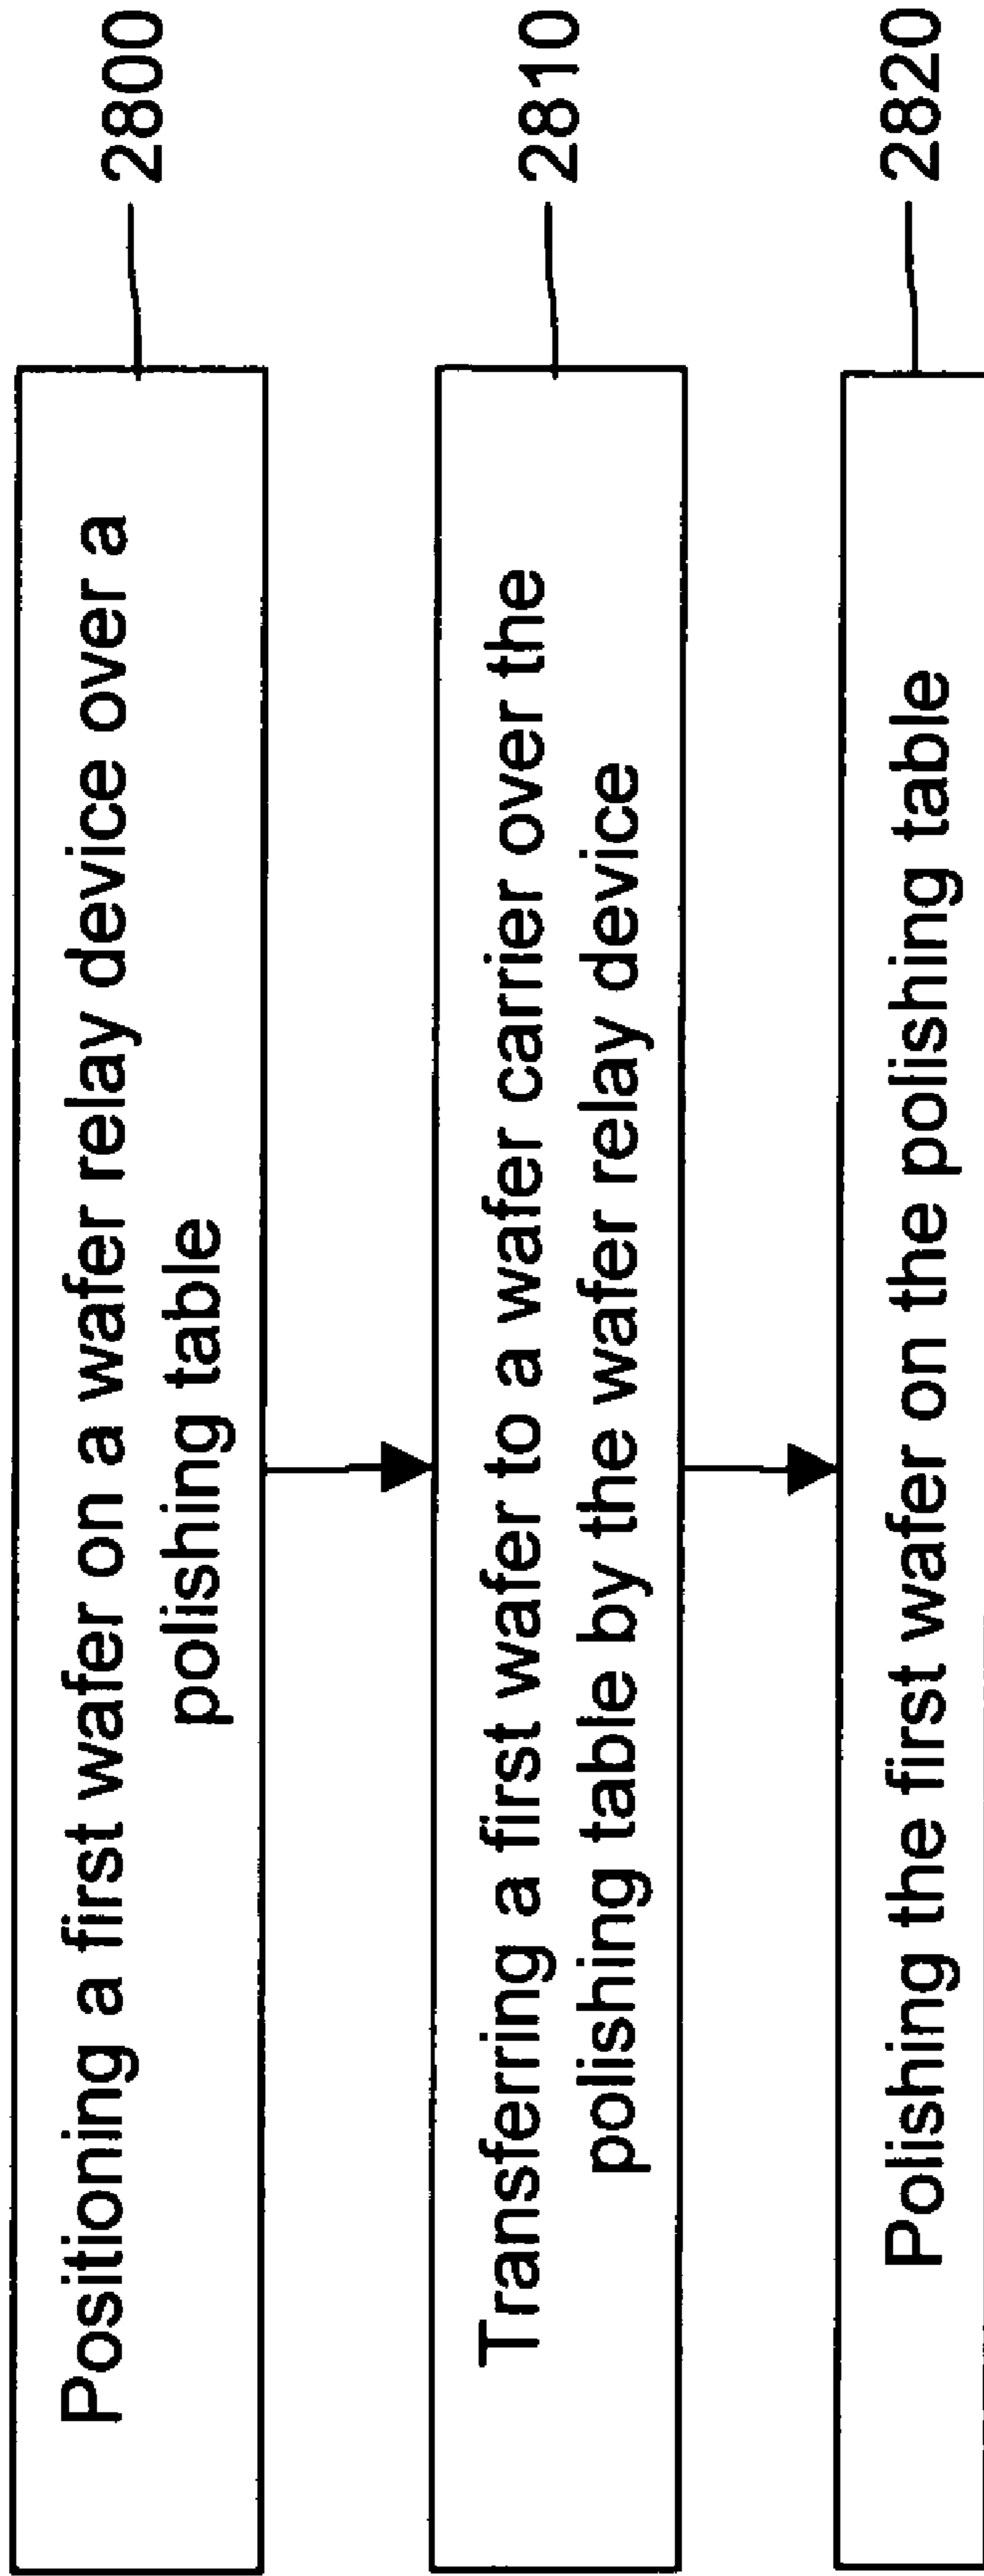 Positioning a first wafer on a wafer relay device over a
polishing table
2800
Transferring a first wafer to a wafer carrier over the
polishing table by the wafer relay device
2810
Polishing the first wafer on the polishing table
2820